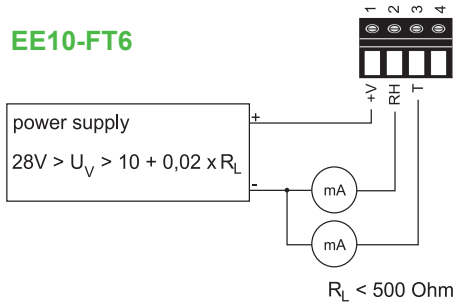 1 2 3 4
EE10-FT6
+V RH T
power supply
+
28V > U_V > 10 + 0,02 x R_L
-
mA
mA
R_L < 500 Ohm